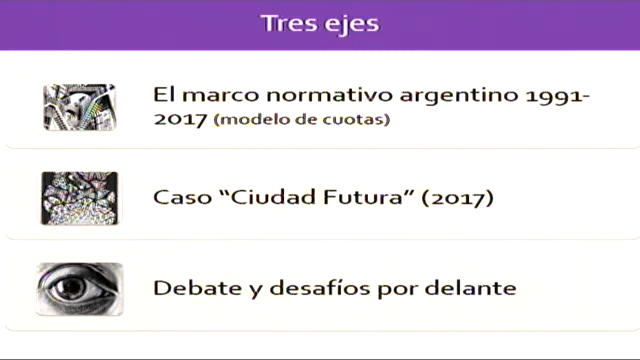 Tres ejes
El marco normativo argentino 1991-
2017 (modelo de cuotas)
Caso “Ciudad Futura” (2017)
Debate y desafíos por delante